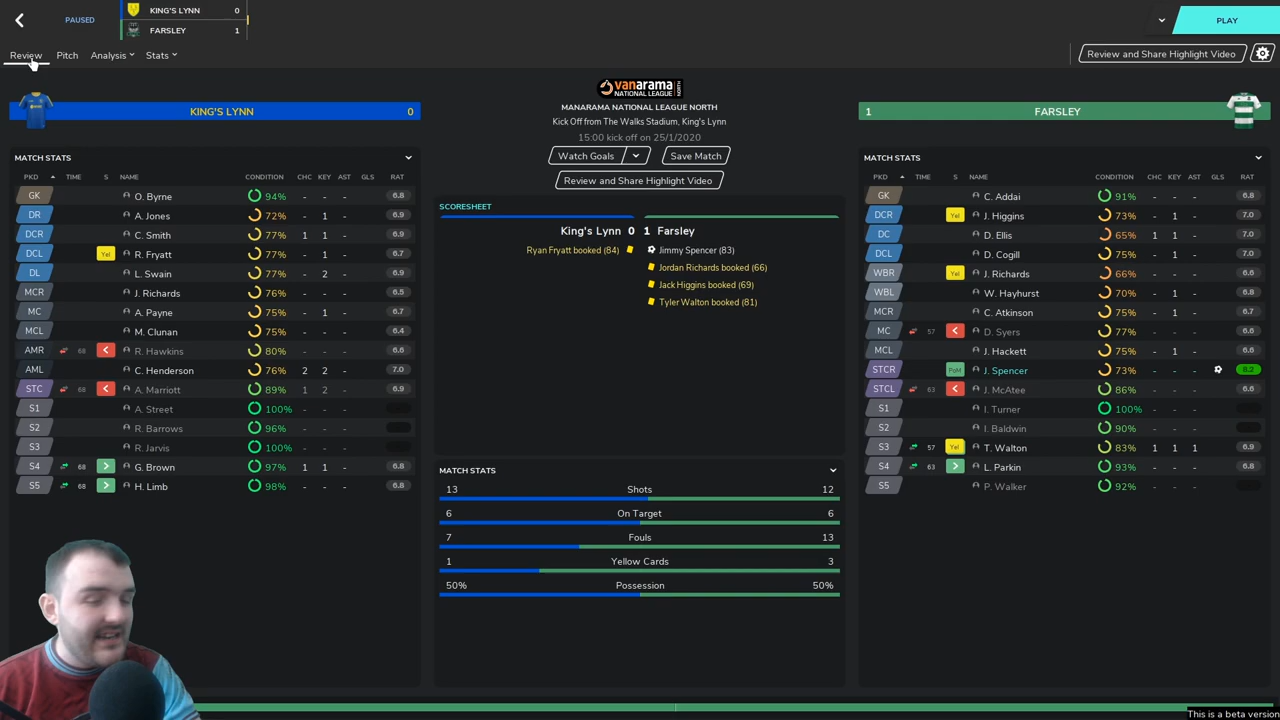 PAUSED
KING'S LYNN 0
FARSLEY 1
PLAY
Review Pitch Analysis Stats
Review and Share Highlight Video
KING'S LYNN 0
vanarama NATIONAL LEAGUE NORTH
MANARAMA NATIONAL LEAGUE NORTH
Kick Off from The Walks Stadium, King's Lynn
15:00 kick off on 25/1/2020
Watch Goals
Save Match
Review and Share Highlight Video
1 FARSLEY
MATCH STATS
PKD TIME S NAME CONDITION CHC KEY AST GLS RAT
GK O. Byrne 94% - - - - 6.8
DR A. Jones 72% - 1 - - 6.9
DCR C. Smith 77% 1 1 - - 6.9
DCL Yel R. Fryatt 77% - 1 - - 6.7
DL L. Swain 77% - 2 - - 6.9
MCR J. Richards 76% - - - - 6.5
MC A. Payne 75% - 1 - - 6.7
MCL M. Clunan 75% - - - - 6.4
AMR 68 R. Hawkins 80% - - - - 6.6
AML C. Henderson 76% 2 2 - - 7.0
STC 68 A. Marriott 89% 1 2 - - 6.9
S1 A. Street 100% - - - -
S2 R. Barrows 96% - - - -
S3 R. Jarvis 100% - - - -
S4 68 G. Brown 97% 1 1 - - 6.8
S5 68 H. Limb 98% - - - - 6.8
SCORESHEET
King's Lynn 0 1 Farsley
Ryan Fryatt booked (84) Jimmy Spencer (83)
Jordan Richards booked (66)
Jack Higgins booked (69)
Tyler Walton booked (81)
MATCH STATS
13 Shots 12
6 On Target 6
7 Fouls 13
1 Yellow Cards 3
50% Possession 50%
MATCH STATS
PKD TIME S NAME CONDITION CHC KEY AST GLS RAT
GK C. Addai 91% - - - - 6.8
DCR Yel J. Higgins 73% - 1 - - 7.0
DC D. Ellis 65% 1 1 - - 7.0
DCL D. Cogill 75% - 1 - - 7.0
WBR Yel J. Richards 66% - - - - 6.6
WBL W. Hayhurst 70% - 1 - - 6.8
MCR C. Atkinson 75% - 1 - - 6.7
MC 57 D. Syers 77% - - - - 6.6
MCL J. Hackett 75% - 1 - - 6.6
STCR PoM J. Spencer 73% - - - 8.2
STCL 63 J. McAtee 86% - - - - 6.6
S1 I. Turner 100% - - - -
S2 I. Baldwin 90% - - - -
S3 57 Yel T. Walton 83% 1 1 1 - 6.9
S4 63 L. Parkin 93% - - - - 6.8
S5 P. Walker 92% - - - -
This is a beta version